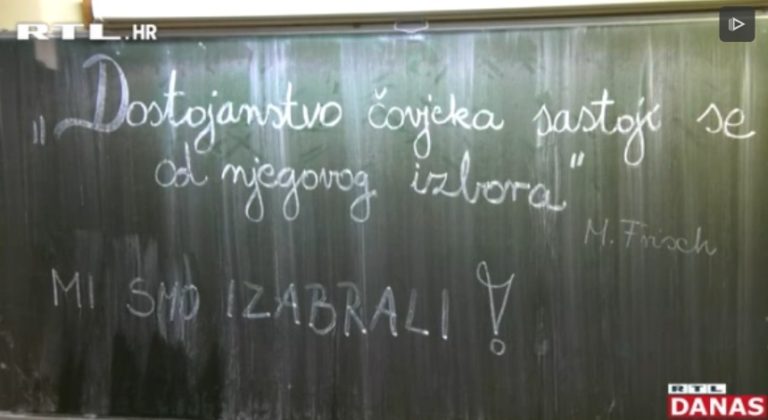 RTL.HR
„Dostojanstvo čovjeka sastoji se
od njegovog izbora"
M. Frisch
MI SMO IZABRALI!
RTL
DANAS